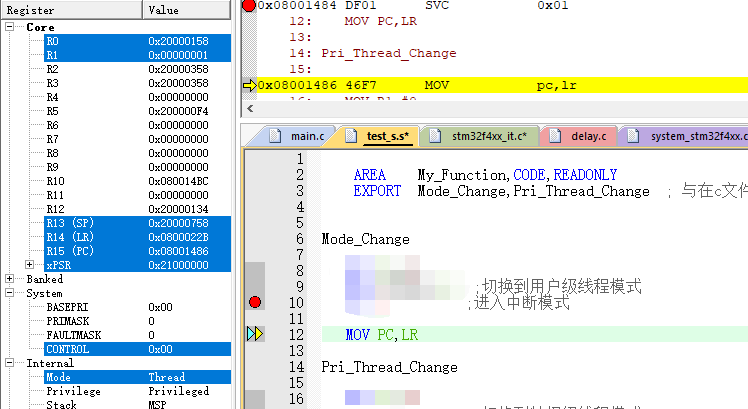 Register Value
Core
R0 0x20000158
R1 0x00000001
R2 0x20000358
R3 0x20000358
R4 0x00000000
R5 0x200000F4
R6 0x00000000
R7 0x00000000
R8 0x00000000
R9 0x00000000
R10 0x080014BC
R11 0x00000000
R12 0x20000134
R13 (SP) 0x20000758
R14 (LR) 0x0800022B
R15 (PC) 0x08001486
xPSR 0x21000000
Banked
System
BASEPRI 0x00
PRIMASK 0
FAULTMASK 0
CONTROL 0x00
Internal
Mode Thread
Privilege Privileged
Stack MSP
0x08001484 DF01 SVC 0x01
12: MOV PC,LR
13:
14: Pri_Thread_Change
15:
0x08001486 46F7 MOV pc,lr
main.c test_s.s* stm32f4xx_it.c* delay.c system_stm32f4xx.c
1
2 AREA My_Function,CODE,READONLY
3 EXPORT Mode_Change,Pri_Thread_Change ; 与在c文件
4
5
6 Mode_Change
7
8
9 ;切换到用户级线程模式
10 ;进入中断模式
11
12 MOV PC,LR
13
14 Pri_Thread_Change
15
16